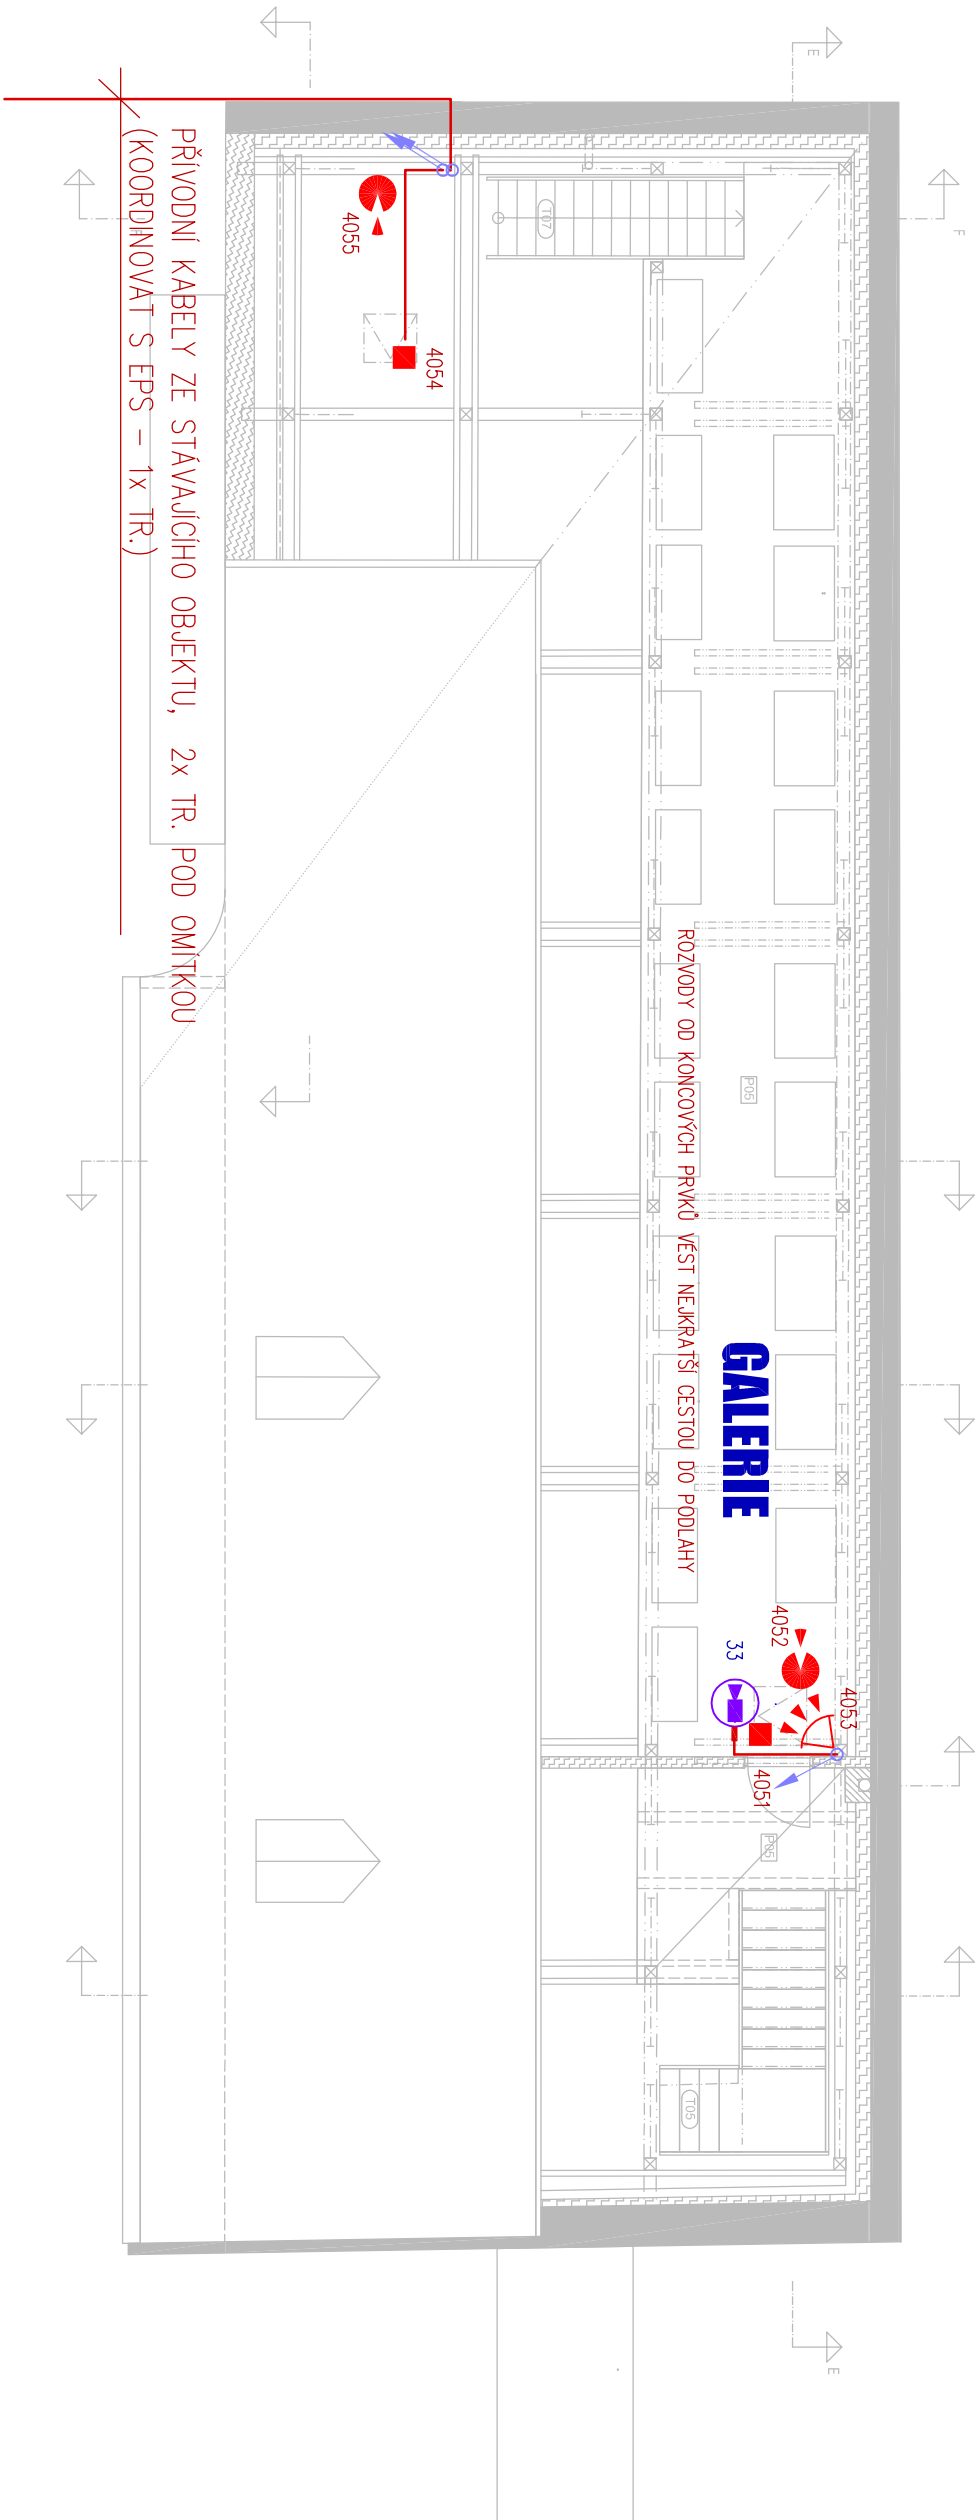 PŘÍVODNÍ KABELY ZE STÁVAJÍCÍHO OBJEKTU, 2x TR. POD OMÍTKOU
(KOORDINOVAT S EPS - 1x TR.)
ROZVODY OD KONCOVÝCH PRVKŮ VÉST NEJKRATŠÍ CESTOU DO PODLAHY
GALERIE
4055
4054
4052
4053
4051
33
T07
P05
P05
T05
E
E
F
F